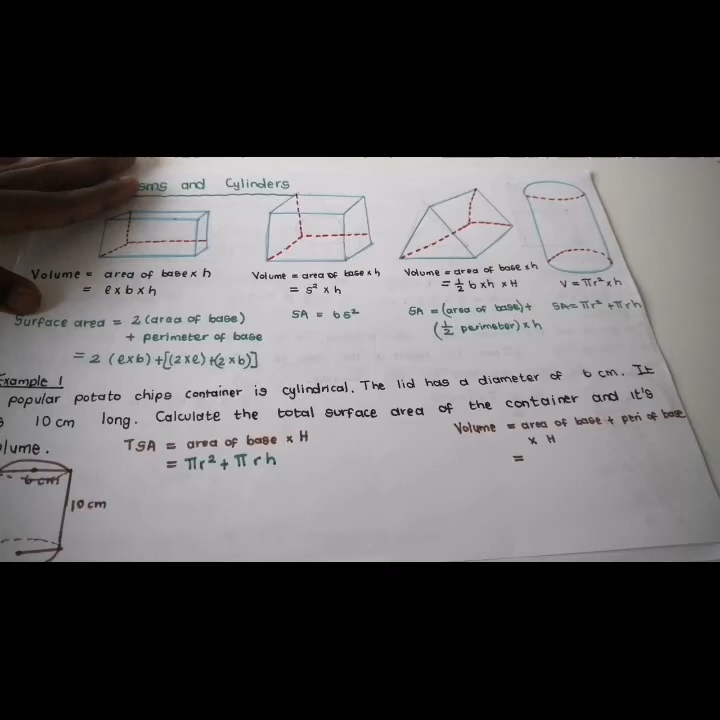 sms and Cylinders
Volume = area of base x h
= l x b x h
Volume = area of base x h
= s² x h
Volume = area of base x h
= ½ b x h x H
V = πr² x h
Surface area = 2 (area of base)
+ perimeter of base
= 2 (l x b) + [(2 x l) + (2 x b)]
SA = 6s²
SA = (area of base) +
(½ perimeter) x h
SA = πr² + πrh
Example 1
popular potato chips container is cylindrical. The lid has a diameter of 6 cm. It
s 10 cm long. Calculate the total surface area of the container and it's
olume.
TSA = area of base x H
= πr² + πrh
Volume = area of base + peri of base
x H
=
6 cm
10 cm